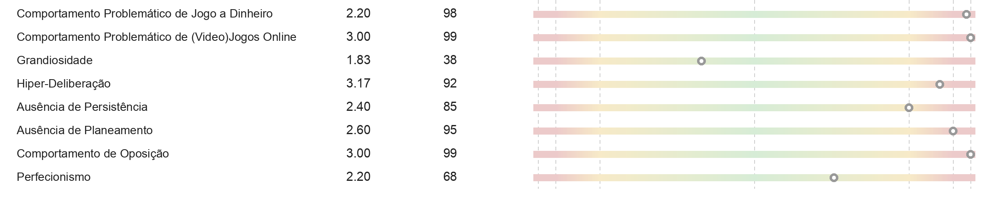 Comportamento Problemático de Jogo a Dinheiro 2.20 98
Comportamento Problemático de (Video)Jogos Online 3.00 99
Grandiosidade 1.83 38
Hiper-Deliberação 3.17 92
Ausência de Persistência 2.40 85
Ausência de Planeamento 2.60 95
Comportamento de Oposição 3.00 99
Perfecionismo 2.20 68